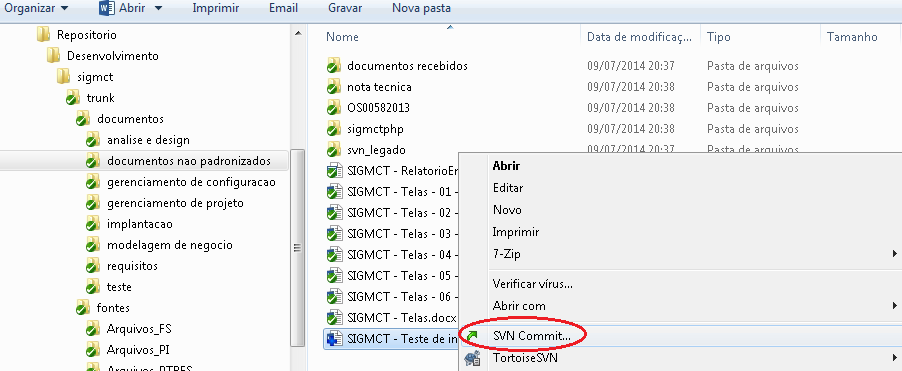 Organizar Abrir Imprimir Email Gravar Nova pasta
Repositorio
Desenvolvimento
sigmct
trunk
documentos
analise e design
documentos nao padronizados
gerenciamento de configuracao
gerenciamento de projeto
implantacao
modelagem de negocio
requisitos
teste
fontes
Arquivos_FS
Arquivos_PI
Nome Data de modificaç... Tipo Tamanho
documentos recebidos 09/07/2014 20:37 Pasta de arquivos
nota tecnica 09/07/2014 20:38 Pasta de arquivos
OS00582013 09/07/2014 20:37 Pasta de arquivos
sigmctphp 09/07/2014 20:38 Pasta de arquivos
svn_legado 09/07/2014 20:37 Pasta de arquivos
SIGMCT - RelatorioEr
SIGMCT - Telas - 01 -
SIGMCT - Telas - 02 -
SIGMCT - Telas - 03 -
SIGMCT - Telas - 04 -
SIGMCT - Telas - 05 -
SIGMCT - Telas - 06 -
SIGMCT - Telas.docx
SIGMCT - Teste de in
Abrir
Editar
Novo
Imprimir
7-Zip
Verificar vírus...
Abrir com
SVN Commit...
TortoiseSVN